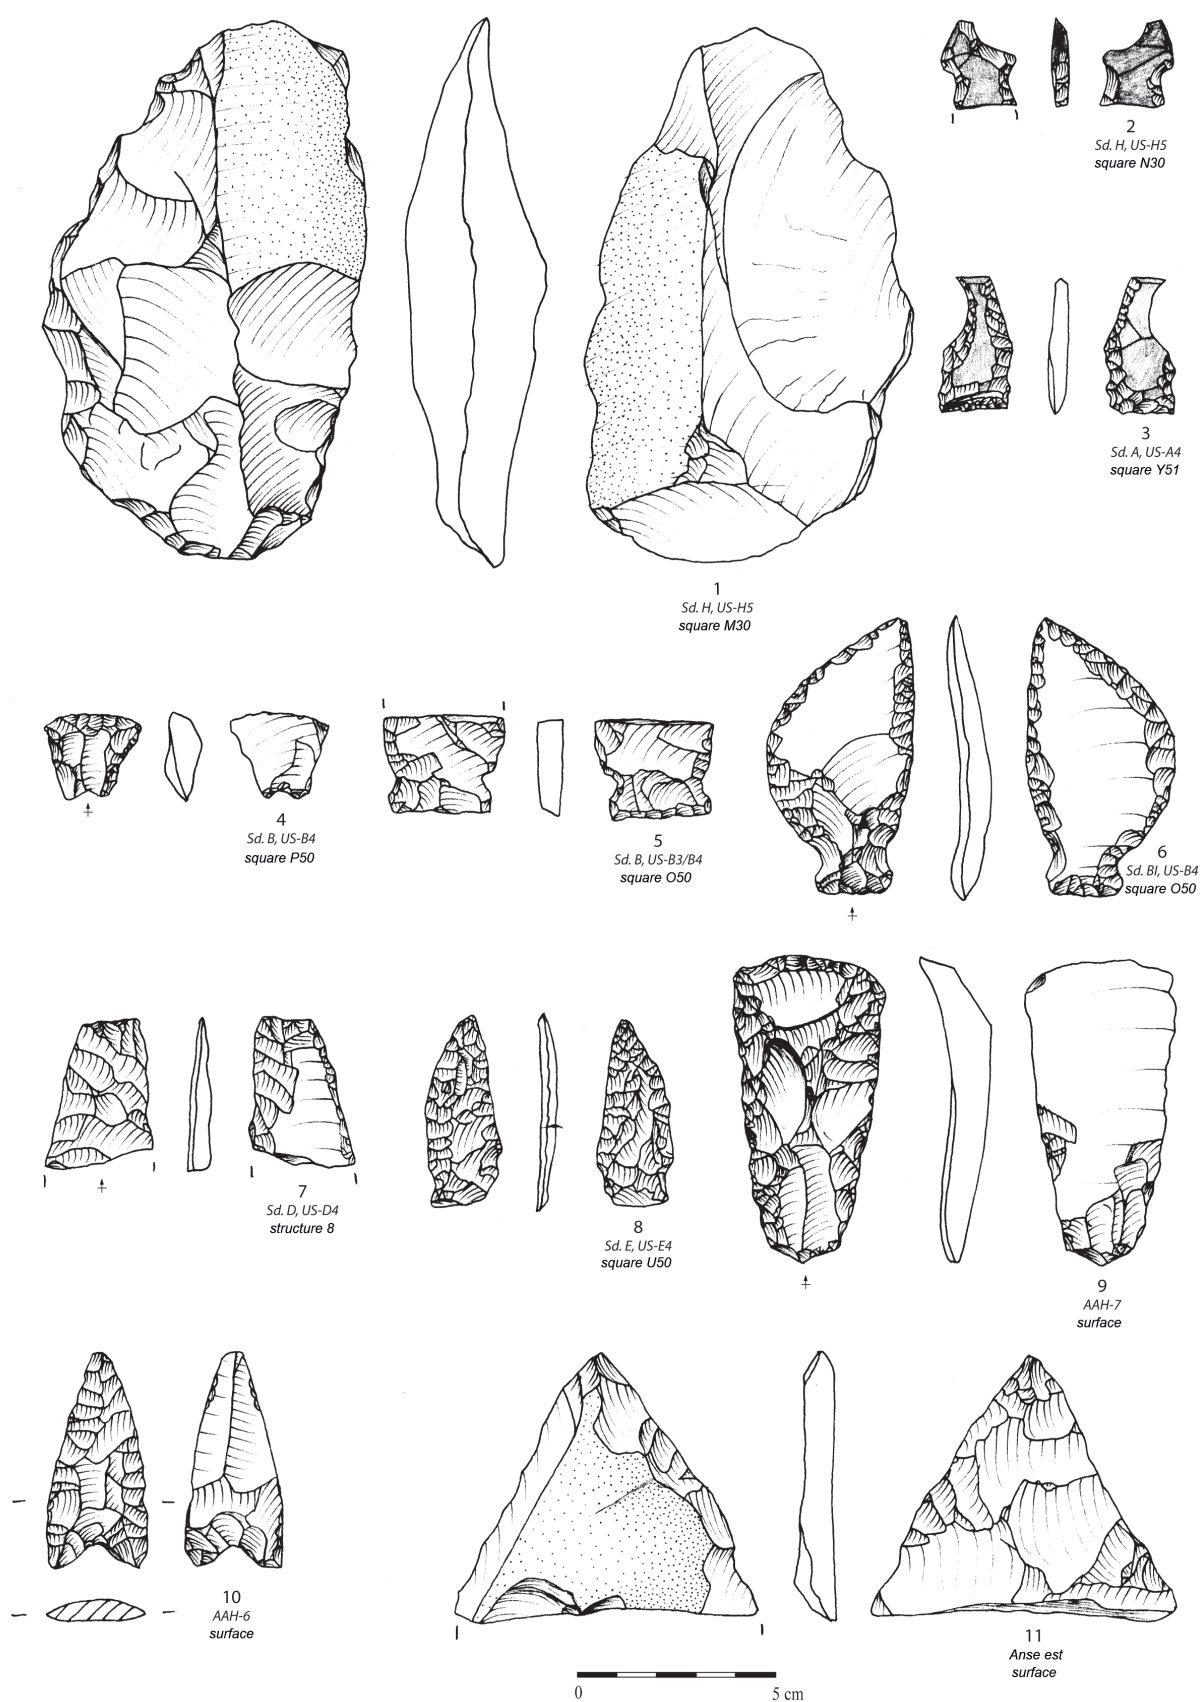 2
Sd. H, US-H5
square N30
3
Sd. A, US-A4
square Y51
1
Sd. H, US-H5
square M30
4
Sd. B, US-B4
square P50
5
Sd. B, US-B3/B4
square O50
6
Sd. BI, US-B4
square O50
7
Sd. D, US-D4
structure 8
8
Sd. E, US-E4
square U50
9
AAH-7
surface
10
AAH-6
surface
11
Anse est
surface
0 5 cm